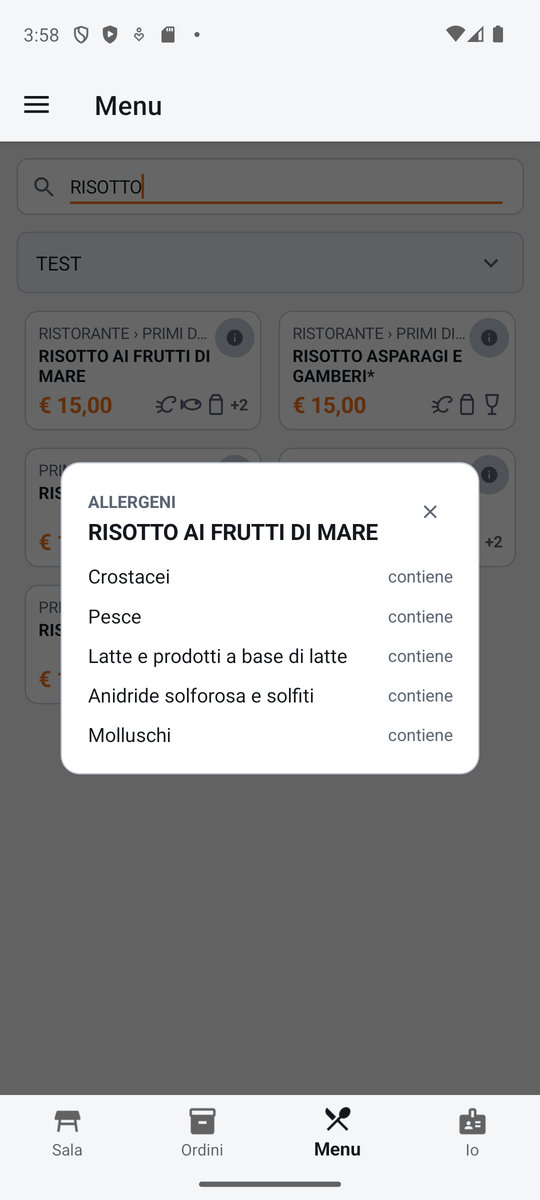 3:58
Menu
RISOTTO
TEST
RISTORANTE › PRIMI D...
RISOTTO AI FRUTTI DI
MARE
€ 15,00
+2
RISTORANTE › PRIMI DI...
RISOTTO ASPARAGI E
GAMBERI*
€ 15,00
+2
ALLERGENI
RISOTTO AI FRUTTI DI MARE
Crostacei contiene
Pesce contiene
Latte e prodotti a base di latte contiene
Anidride solforosa e solfiti contiene
Molluschi contiene
Sala
Ordini
Menu
Io